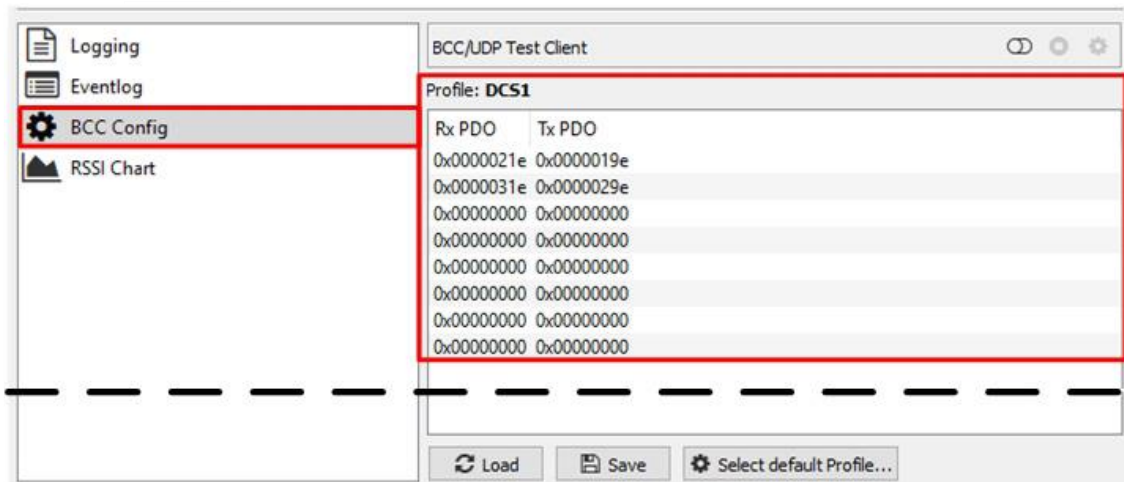 Logging
Eventlog
BCC Config
RSSI Chart
BCC/UDP Test Client
Profile: DCS1
Rx PDO Tx PDO
0x0000021e 0x0000019e
0x0000031e 0x0000029e
0x00000000 0x00000000
0x00000000 0x00000000
0x00000000 0x00000000
0x00000000 0x00000000
0x00000000 0x00000000
0x00000000 0x00000000
Load Save Select default Profile...